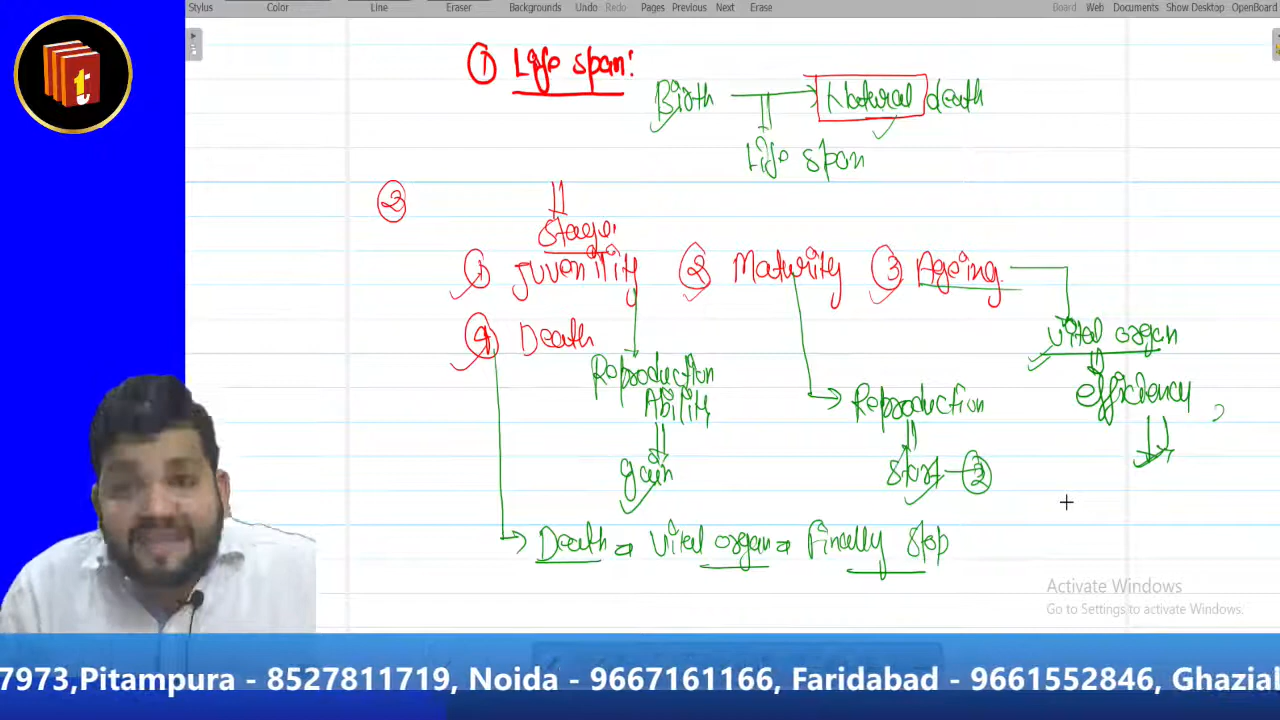 Stylus Color Line Eraser Backgrounds Undo Redo Pages Previous Next Erase Board Web Documents Show Desktop OpenBoard
t
① Life span:
Birth → Natural death
Life span
②
Stage:
① Juvenility ② Maturity ③ Ageing
④ Death
Vital organ
Reproduction
Ability
efficiency
Reproduction
gain
start - ②
Death = Vital organ = Finally Stop
Activate Windows
Go to Settings to activate Windows.
7973,Pitampura - 8527811719, Noida - 9667161166, Faridabad - 9661552846, Ghaziab